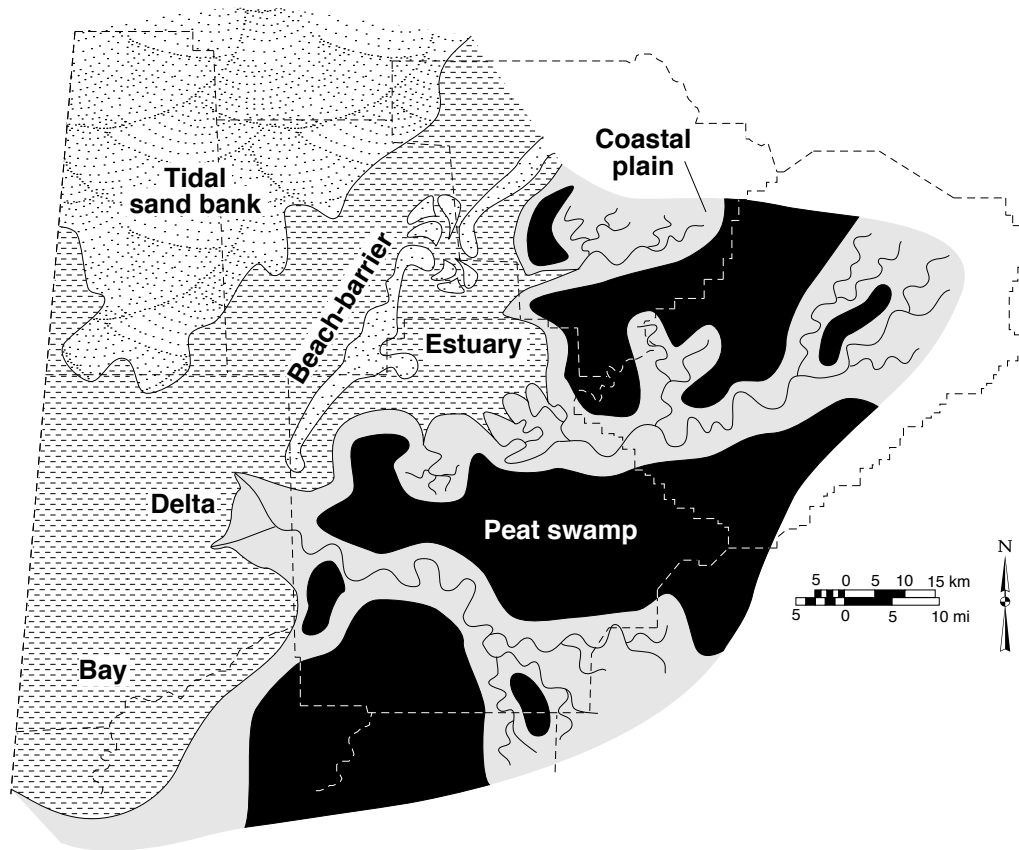 Coastal
plain
Tidal
sand bank
Beach-barrier
Estuary
Delta
Peat swamp
N
5 0 5 10 15 km
5 0 5 10 mi
Bay